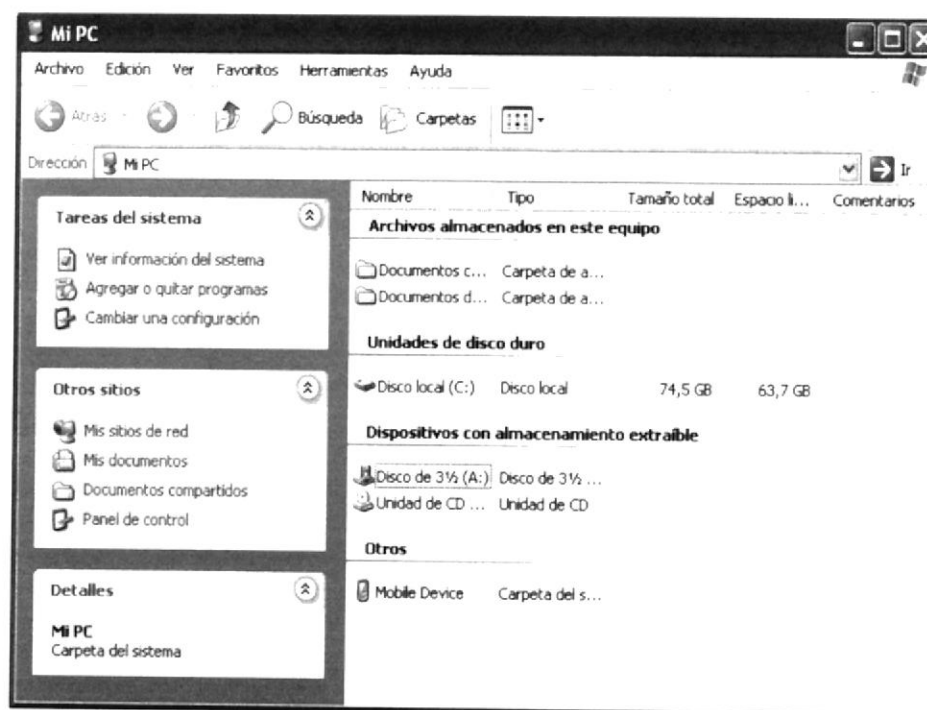 Mi PC
Archivo Edición Ver Favoritos Herramientas Ayuda
Atrás Búsqueda Carpetas
Dirección Mi PC Ir
Tareas del sistema
Ver información del sistema
Agregar o quitar programas
Cambiar una configuración
Otros sitios
Mis sitios de red
Mis documentos
Documentos compartidos
Panel de control
Detalles
Mi PC
Carpeta del sistema
Nombre Tipo Tamaño total Espacio li... Comentarios
Archivos almacenados en este equipo
Documentos c... Carpeta de a...
Documentos d... Carpeta de a...
Unidades de disco duro
Disco local (C:) Disco local 74,5 GB 63,7 GB
Dispositivos con almacenamiento extraíble
Disco de 3½ (A:) Disco de 3½ ...
Unidad de CD ... Unidad de CD
Otros
Mobile Device Carpeta del s...